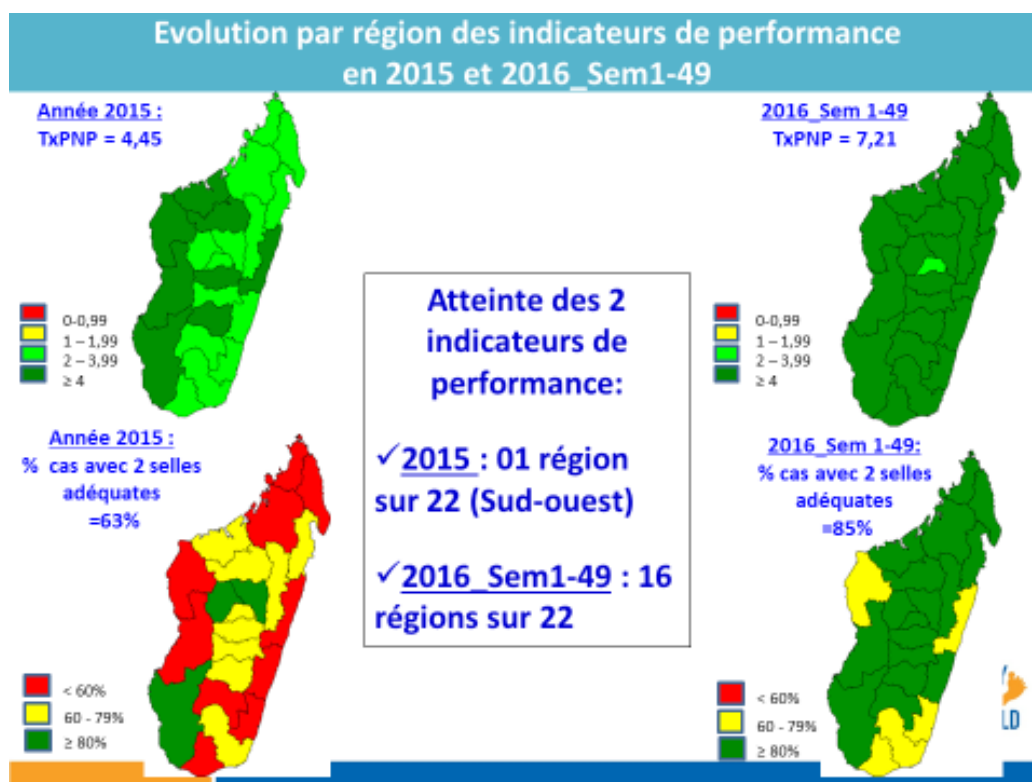 Evolution par région des indicateurs de performance
en 2015 et 2016_Sem1-49
Année 2015 :
TxPNP = 4,45
0-0,99
1 – 1,99
2 – 3,99
≥ 4
2016_Sem 1-49
TxPNP = 7,21
0-0,99
1 – 1,99
2 – 3,99
≥ 4
Atteinte des 2
indicateurs de
performance:
✓2015 : 01 région
sur 22 (Sud-ouest)
✓2016_Sem1-49 : 16
régions sur 22
Année 2015 :
% cas avec 2 selles
adéquates
=63%
< 60%
60 - 79%
≥ 80%
2016_Sem 1-49:
% cas avec 2 selles
adéquates
=85%
< 60%
60 - 79%
≥ 80%
Y
LD